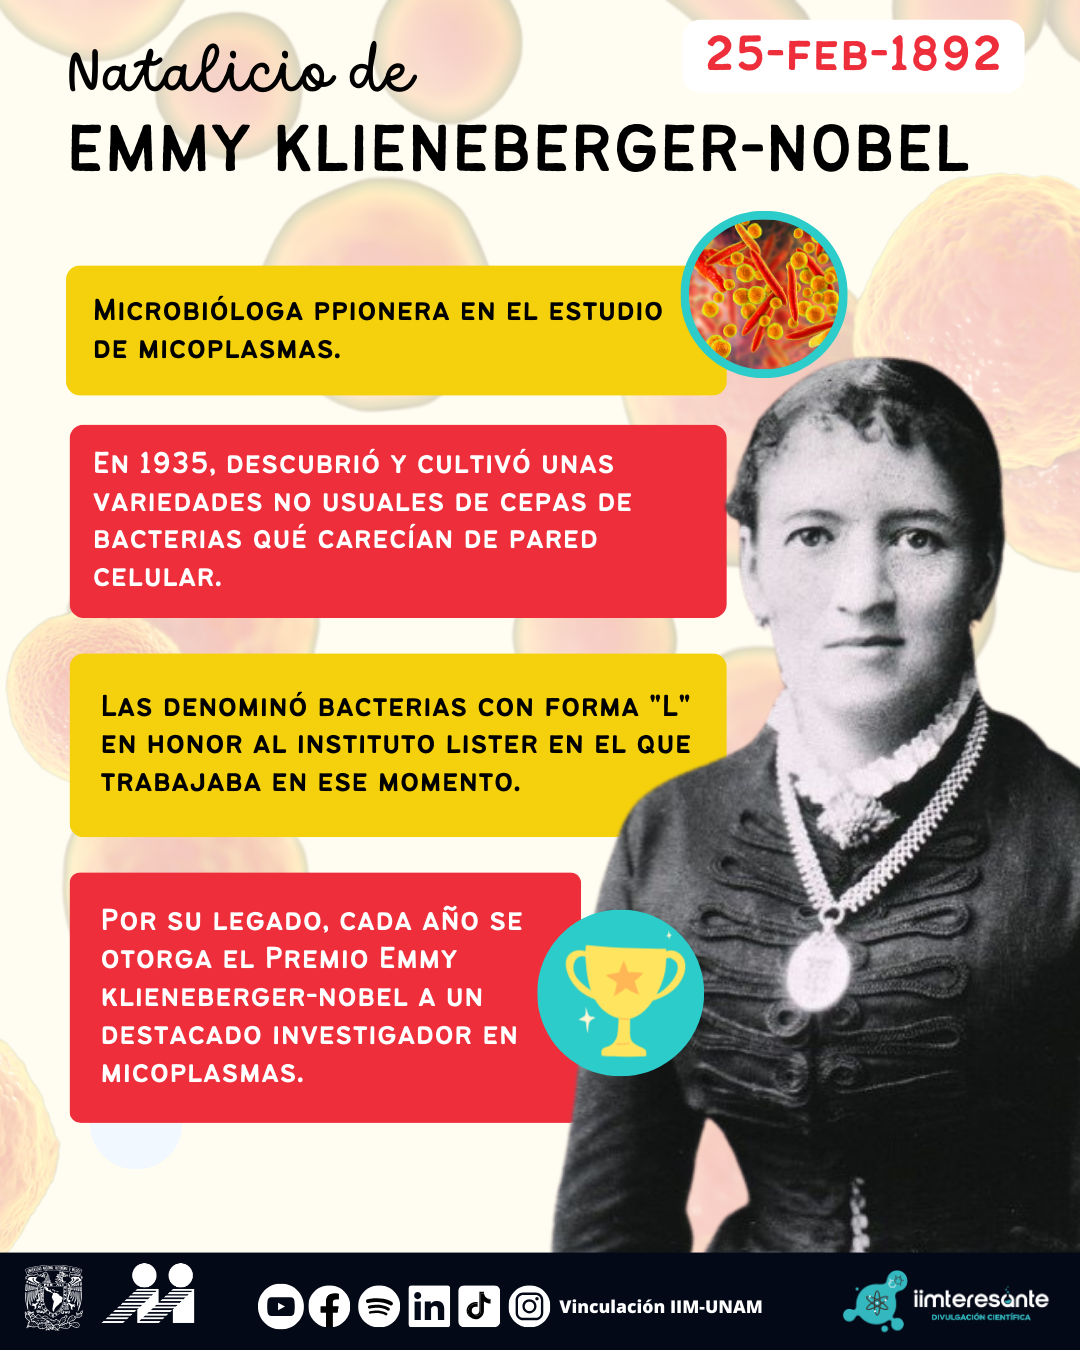 25-FEB-1892
Natalicio de
EMMY KLIENEBERGER-NOBEL
MICROBIÓLOGA PPIONERA EN EL ESTUDIO
DE MICOPLASMAS.
EN 1935, DESCUBRIÓ Y CULTIVÓ UNAS
VARIEDADES NO USUALES DE CEPAS DE
BACTERIAS QUÉ CARECÍAN DE PARED
CELULAR.
LAS DENOMINÓ BACTERIAS CON FORMA "L"
EN HONOR AL INSTITUTO LISTER EN EL QUE
TRABAJABA EN ESE MOMENTO.
POR SU LEGADO, CADA AÑO SE
OTORGA EL PREMIO EMMY
KLIENEBERGER-NOBEL A UN
DESTACADO INVESTIGADOR EN
MICOPLASMAS.
Vinculación IIM-UNAM
iimteresante
DIVULGACIÓN CIENTÍFICA